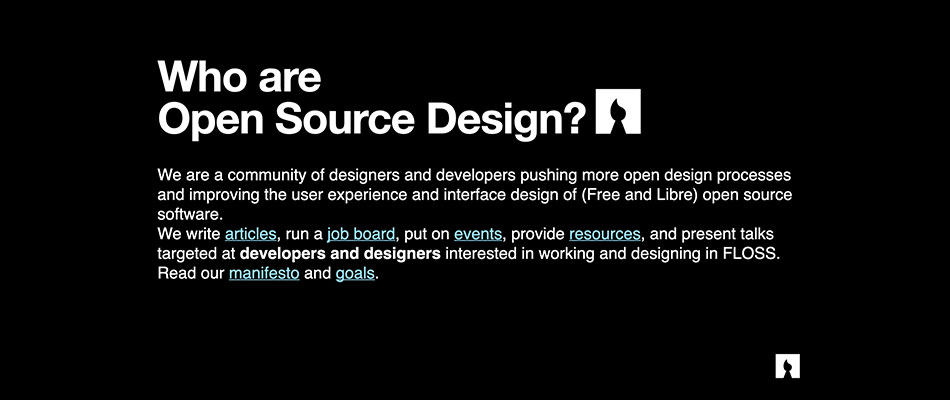 Who are
Open Source Design?
We are a community of designers and developers pushing more open design processes
and improving the user experience and interface design of (Free and Libre) open source
software.
We write articles, run a job board, put on events, provide resources, and present talks
targeted at developers and designers interested in working and designing in FLOSS.
Read our manifesto and goals.